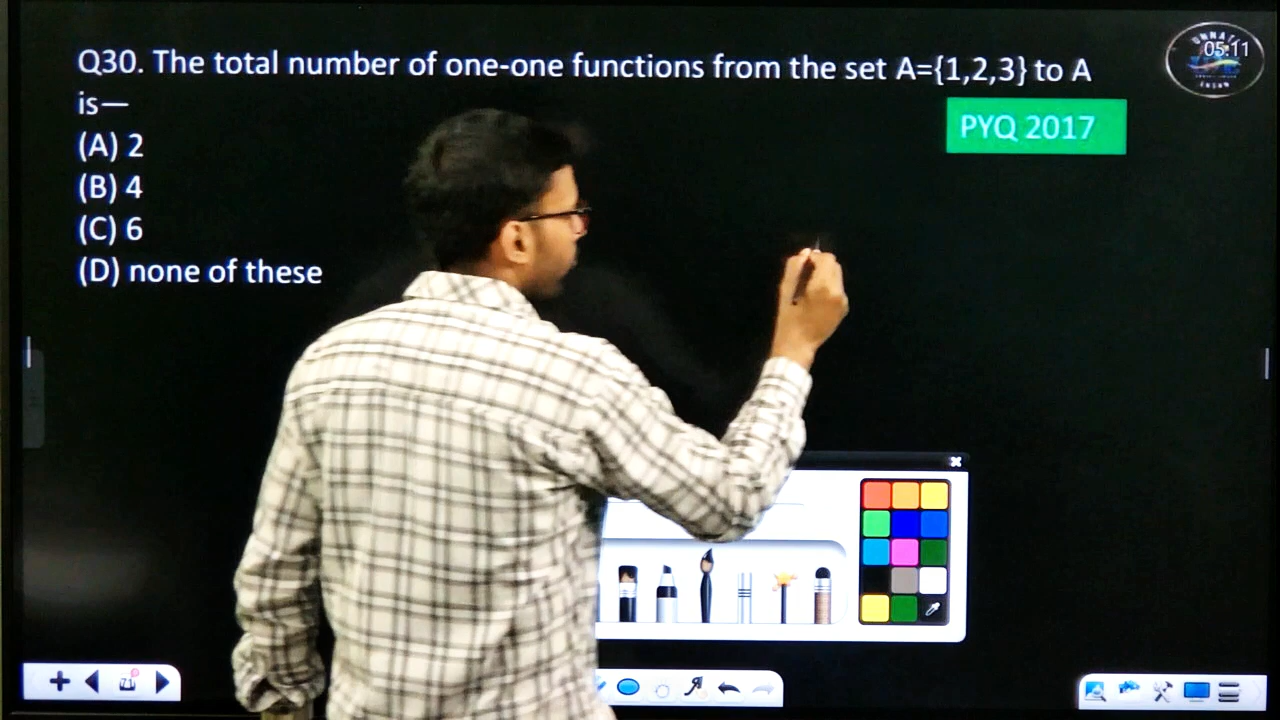 Q30. The total number of one-one functions from the set A={1,2,3} to A
is—
(A) 2
(B) 4
(C) 6
(D) none of these
PYQ 2017
05:11
71